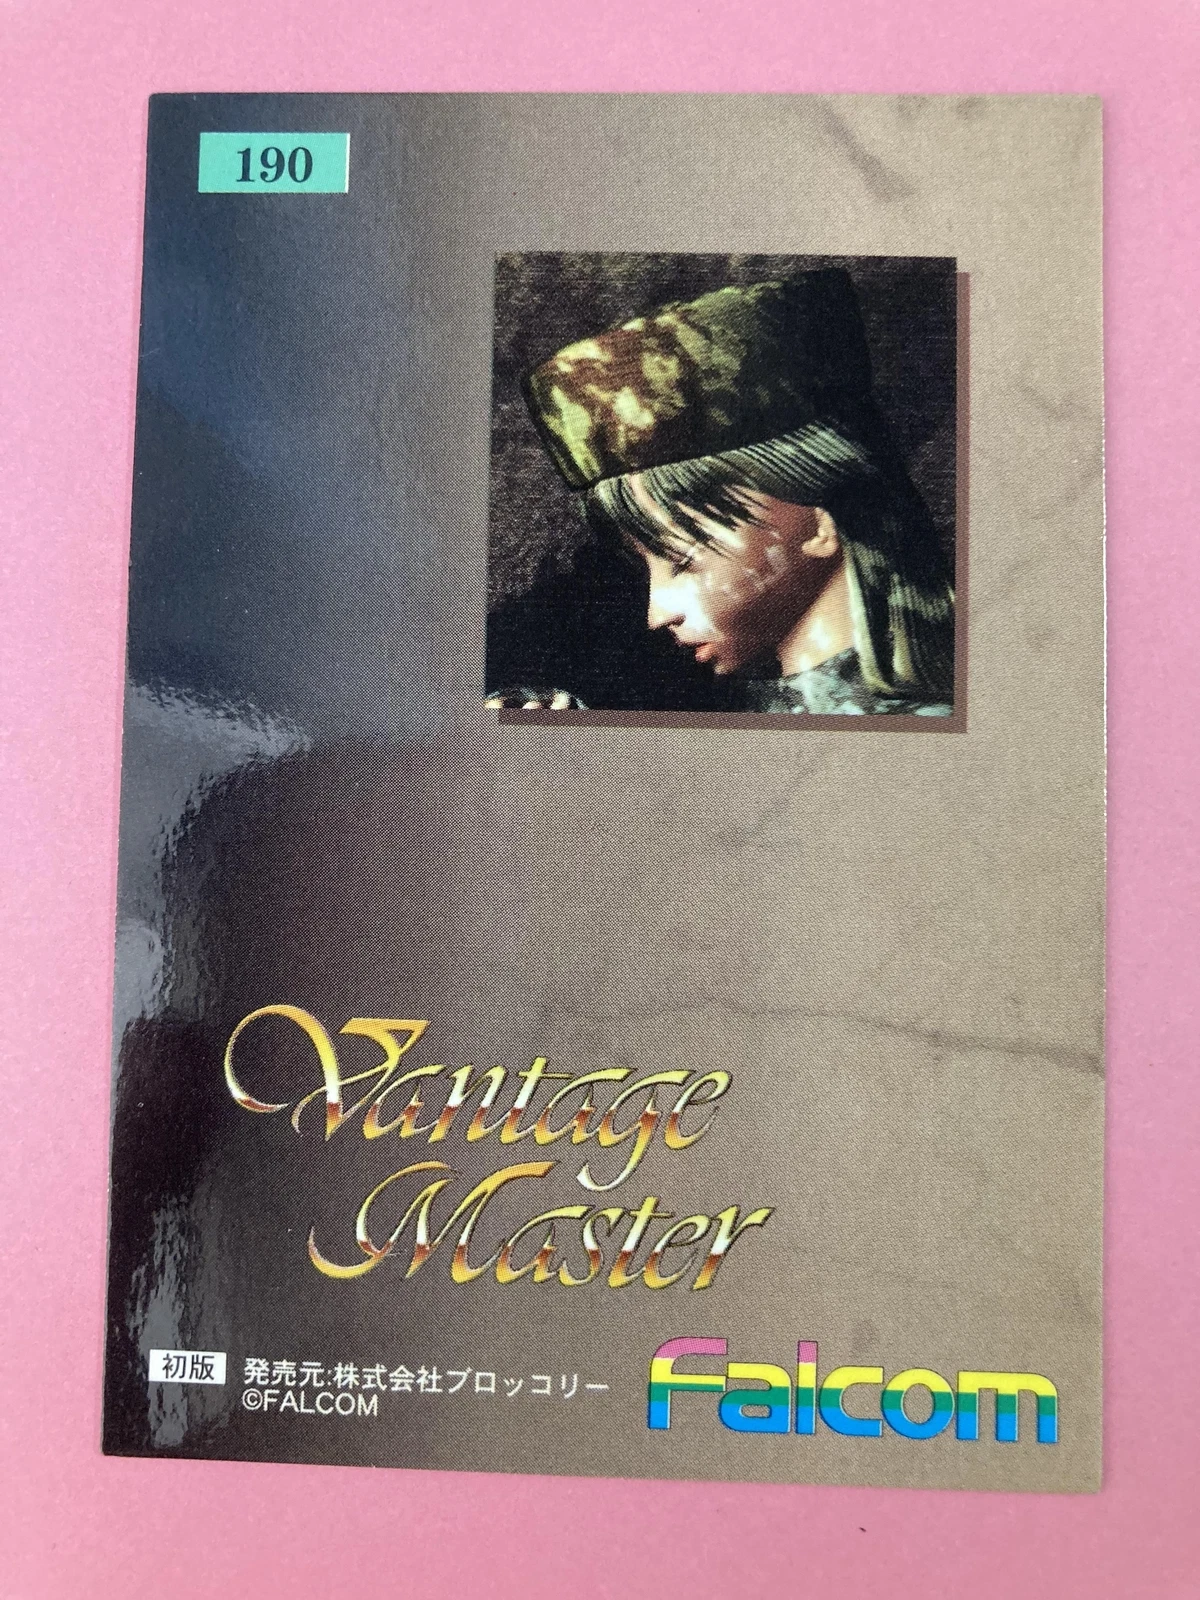 190
Vantage
Master
初版
発売元:株式会社ブロッコリー
©FALCOM
Falcom